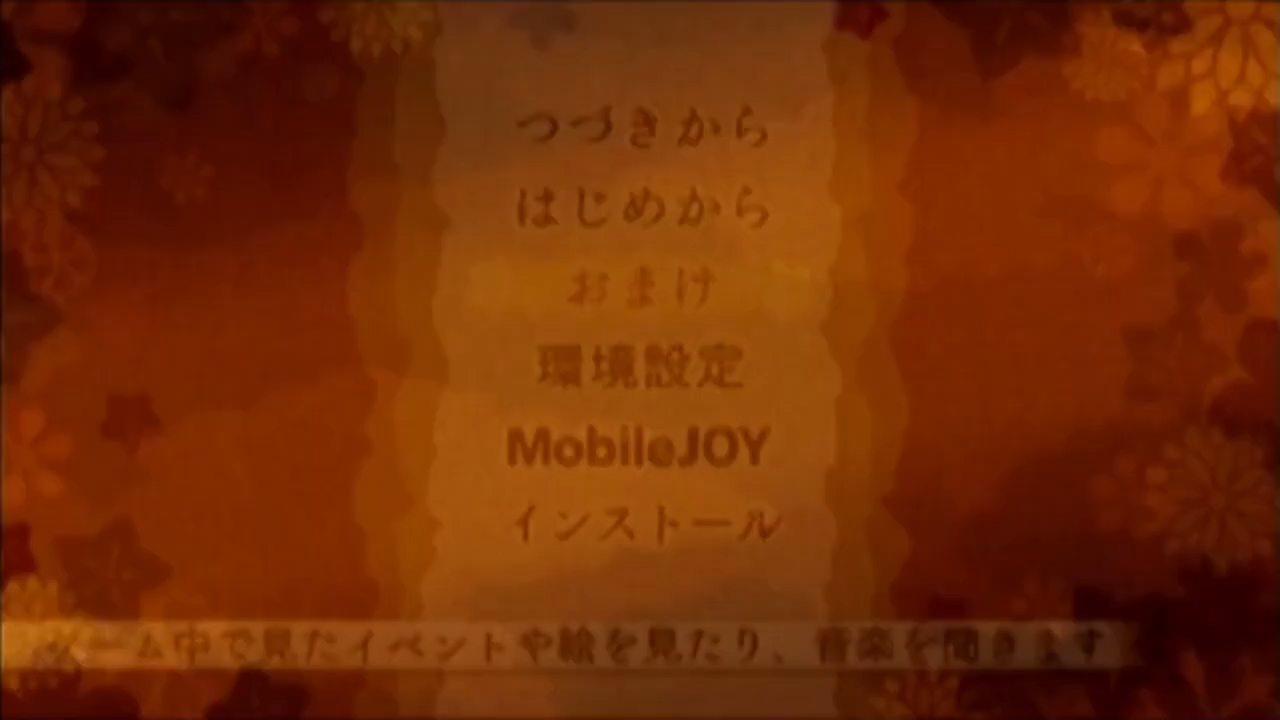 つづきから
はじめから
おまけ
環境設定
MobileJOY
インストール
ゲーム中で見たイベントや絵を見たり、音楽を聞きます